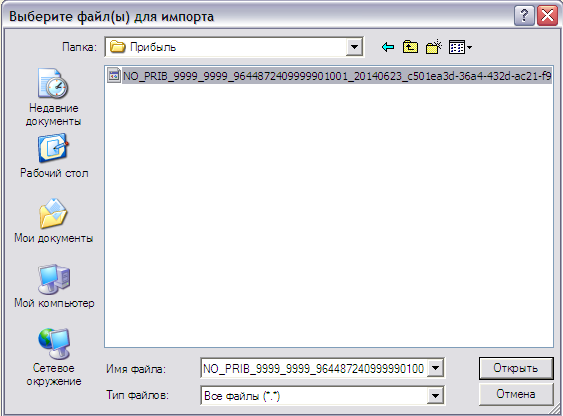 Выберите файл(ы) для импорта
Папка: Прибыль
NO_PRIB_9999_9999_9644872409999901001_20140623_c501ea3d-36a4-432d-ac21-f9
Недавние
документы
Рабочий стол
Мои документы
Мой компьютер
Сетевое
окружение
Имя файла: NO_PRIB_9999_9999_964487240999990100 Открыть
Тип файлов: Все файлы (*.*) Отмена